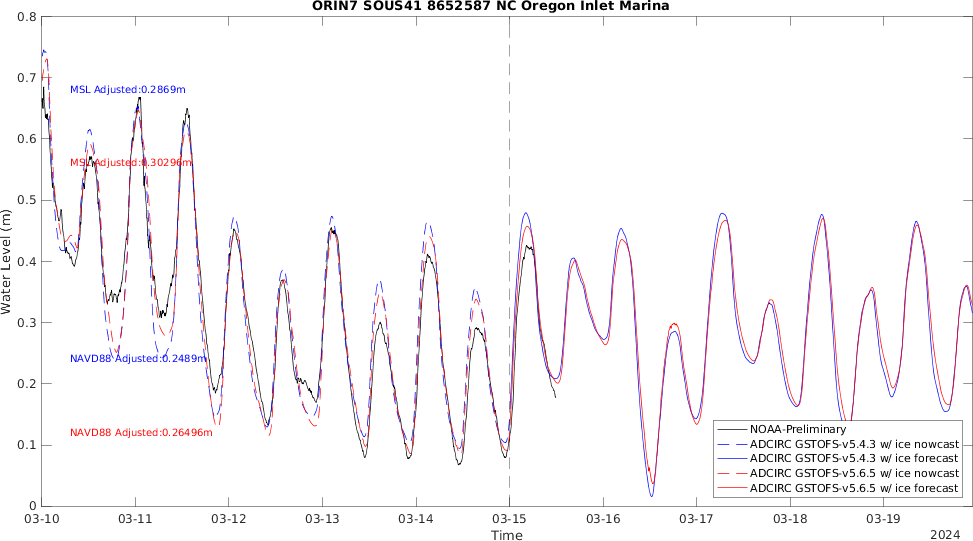 ORIN7 SOUS41 8652587 NC Oregon Inlet Marina
0.8
0.7
0.6
0.5
0.4
0.3
0.2
0.1
0
Water Level (m)
MSL Adjusted:0.2869m
MSL Adjusted:0.30296m
NAVD88 Adjusted:0.2489m
NAVD88 Adjusted:0.26496m
NOAA-Preliminary
ADCIRC GSTOFS-v5.4.3 w/ ice nowcast
ADCIRC GSTOFS-v5.4.3 w/ ice forecast
ADCIRC GSTOFS-v5.6.5 w/ ice nowcast
ADCIRC GSTOFS-v5.6.5 w/ ice forecast
03-10 03-11 03-12 03-13 03-14 03-15 03-16 03-17 03-18 03-19
Time
2024